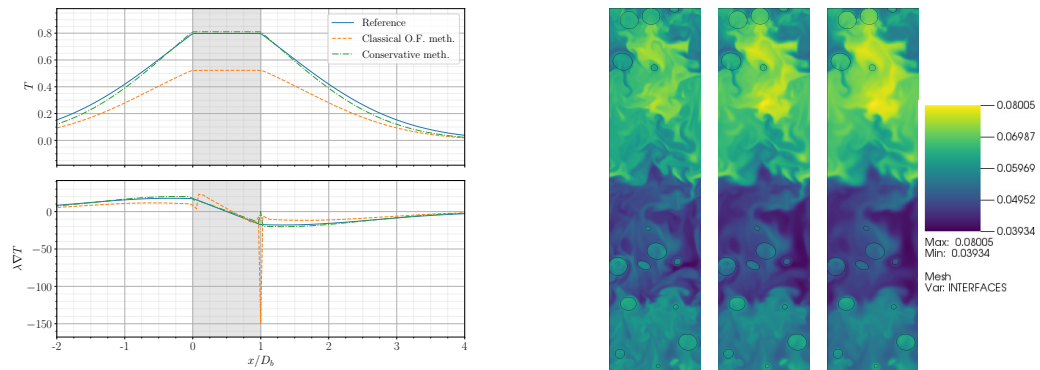 Reference
Classical O.F. meth.
Conservative meth.
0.8
0.6
0.4
0.2
0.0
T
0
−50
−100
−150
λ∇T
-2
-1
0
1
2
3
4
x/D_b
0.08005
0.06987
0.05969
0.04952
0.03934
Max: 0.08005
Min: 0.03934
Mesh
Var: INTERFACES